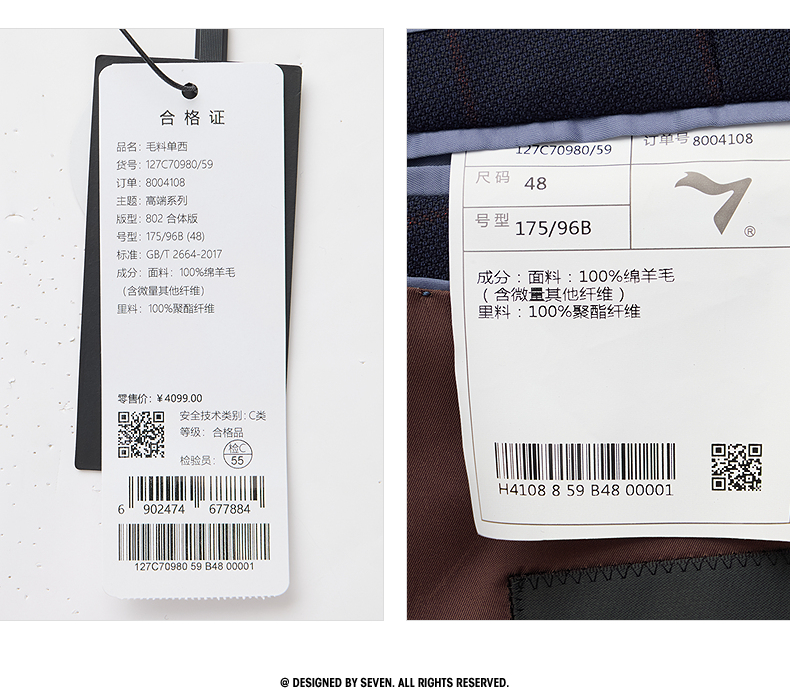 合格证
品名：毛料单西
货号：127C70980/59
订单：8004108
主题：高端系列
版型：802 合体版
号型：175/96B (48)
标准：GB/T 2664-2017
成分：面料：100%绵羊毛
（含微量其他纤维）
里料：100%聚酯纤维
零售价：￥4099.00
安全技术类别：C类
等级：合格品
检验员：
检C
55
6 902474 677884
127C70980 59 B48 00001
127C70980/59
订单号 8004108
尺码 48
号型 175/96B
®
成分：面料：100%绵羊毛
（含微量其他纤维）
里料：100%聚酯纤维
H4108 8 59 B48 00001
@ DESIGNED BY SEVEN. ALL RIGHTS RESERVED.